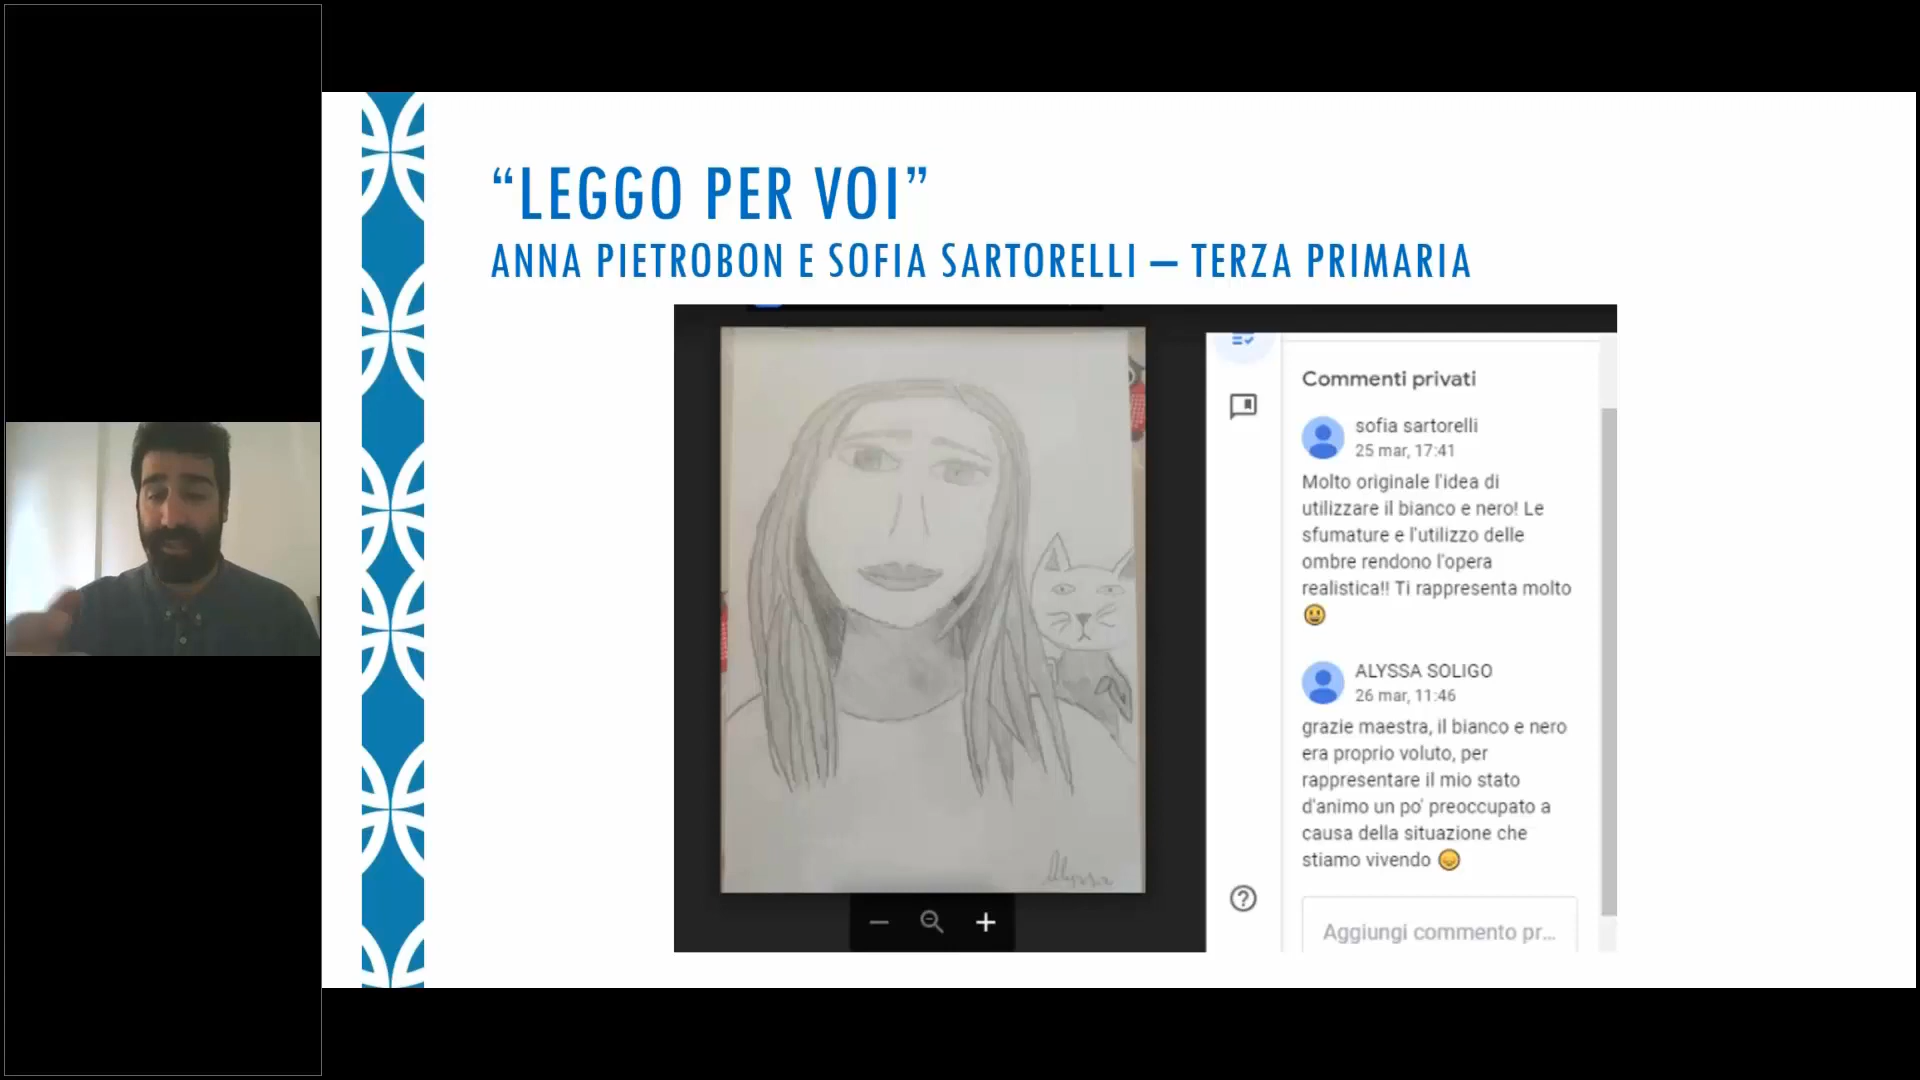 “LEGGO PER VOI”
ANNA PIETROBON E SOFIA SARTORELLI – TERZA PRIMARIA
Commenti privati
sofia sartorelli
25 mar, 17:41
Molto originale l'idea di
utilizzare il bianco e nero! Le
sfumature e l'utilizzo delle
ombre rendono l'opera
realistica!! Ti rappresenta molto
😃
ALYSSA SOLIGO
26 mar, 11:46
grazie maestra, il bianco e nero
era proprio voluto, per
rappresentare il mio stato
d'animo un po' preoccupato a
causa della situazione che
stiamo vivendo 😞
Aggiungi commento pr...
Alyssa